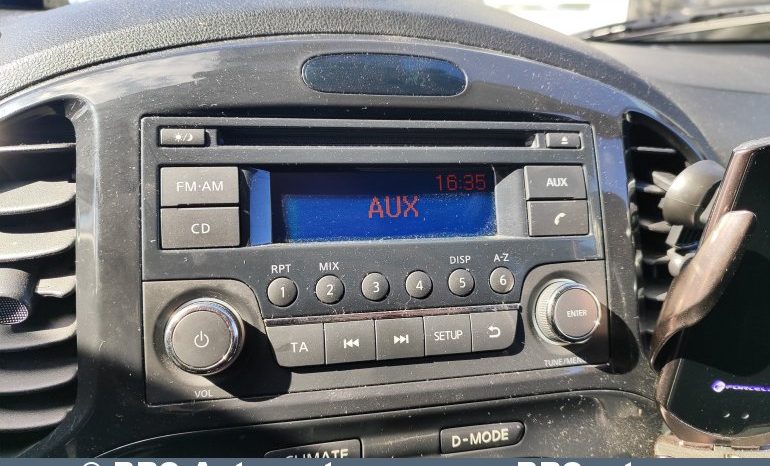 16:35
AUX
FM·AM
CD
AUX
RPT MIX DISP A-Z
1 2 3 4 5 6
TA SETUP ENTER
VOL
TUNE/MENU
CLIMATE D-MODE